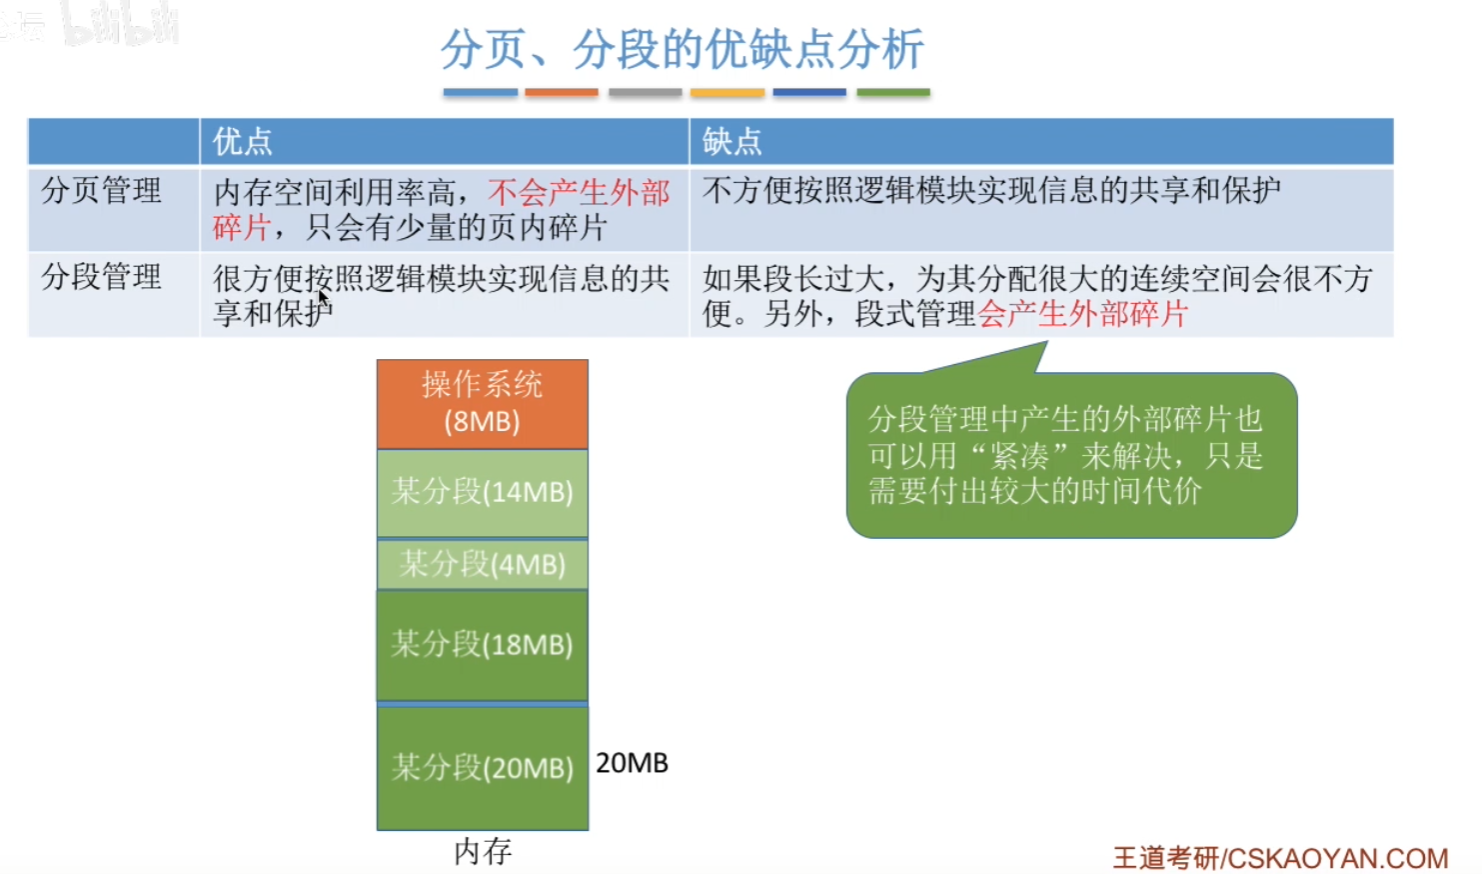 bilibili
分页、分段的优缺点分析
优点
缺点
分页管理
内存空间利用率高，不会产生外部
碎片，只会有少量的页内碎片
不方便按照逻辑模块实现信息的共享和保护
分段管理
很方便按照逻辑模块实现信息的共
享和保护
如果段长过大，为其分配很大的连续空间会很不方
便。另外，段式管理会产生外部碎片
操作系统
(8MB)
某分段(14MB)
某分段(4MB)
某分段(18MB)
某分段(20MB)
20MB
内存
分段管理中产生的外部碎片也
可以用“紧凑”来解决，只是
需要付出较大的时间代价
王道考研/CSKAOYAN.COM